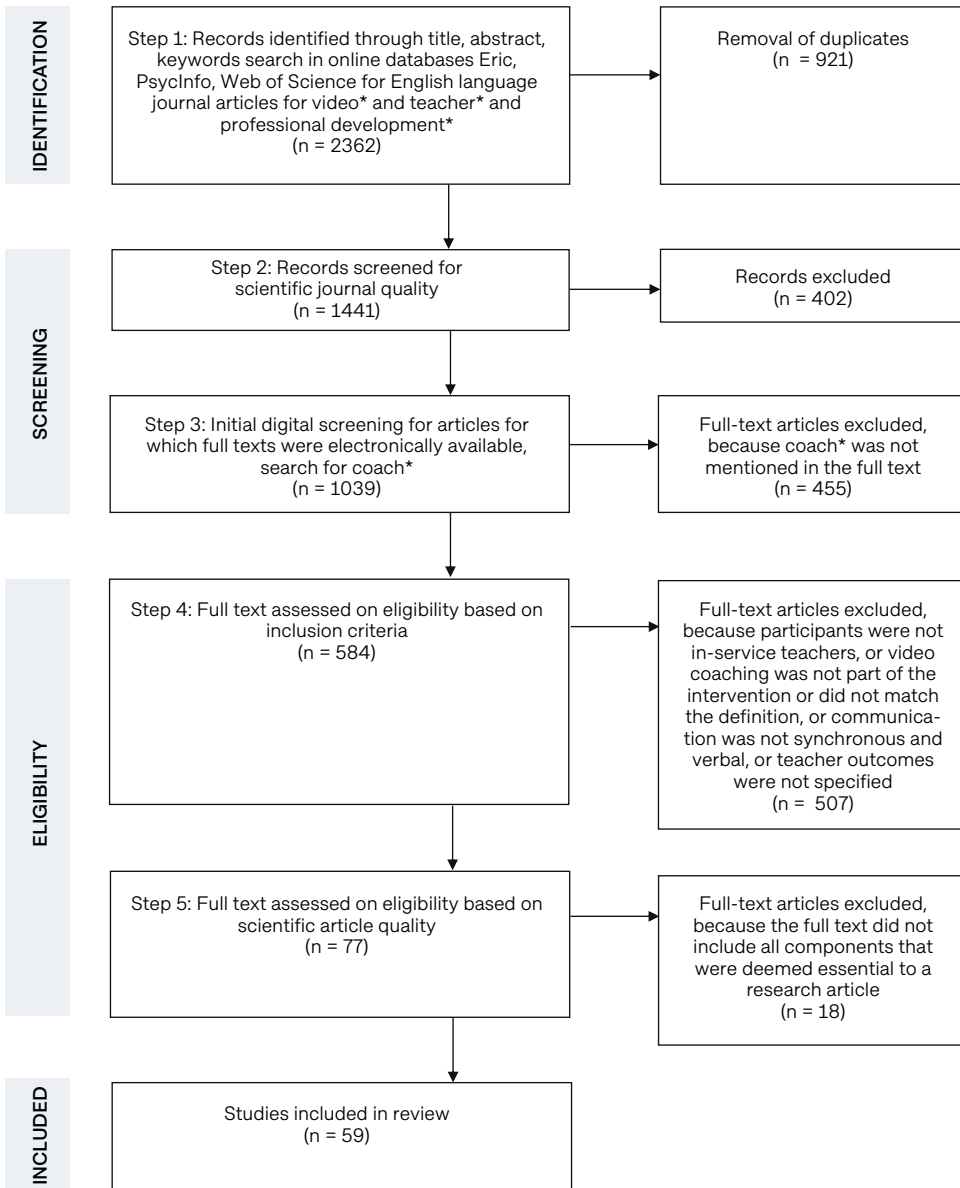 IDENTIFICATION
Step 1: Records identified through title, abstract,
keywords search in online databases Eric,
PsycInfo, Web of Science for English language
journal articles for video* and teacher* and
professional development*
(n = 2362)
Removal of duplicates
(n = 921)
SCREENING
Step 2: Records screened for
scientific journal quality
(n = 1441)
Records excluded
(n = 402)
Step 3: Initial digital screening for articles for
which full texts were electronically available,
search for coach*
(n = 1039)
Full-text articles excluded,
because coach* was not
mentioned in the full text
(n = 455)
ELIGIBILITY
Step 4: Full text assessed on eligibility based on
inclusion criteria
(n = 584)
Full-text articles excluded,
because participants were not
in-service teachers, or video
coaching was not part of the
intervention or did not match
the definition, or communica-
tion was not synchronous and
verbal, or teacher outcomes
were not specified
(n = 507)
Step 5: Full text assessed on eligibility based on
scientific article quality
(n = 77)
Full-text articles excluded,
because the full text did not
include all components that
were deemed essential to a
research article
(n = 18)
INCLUDED
Studies included in review
(n = 59)